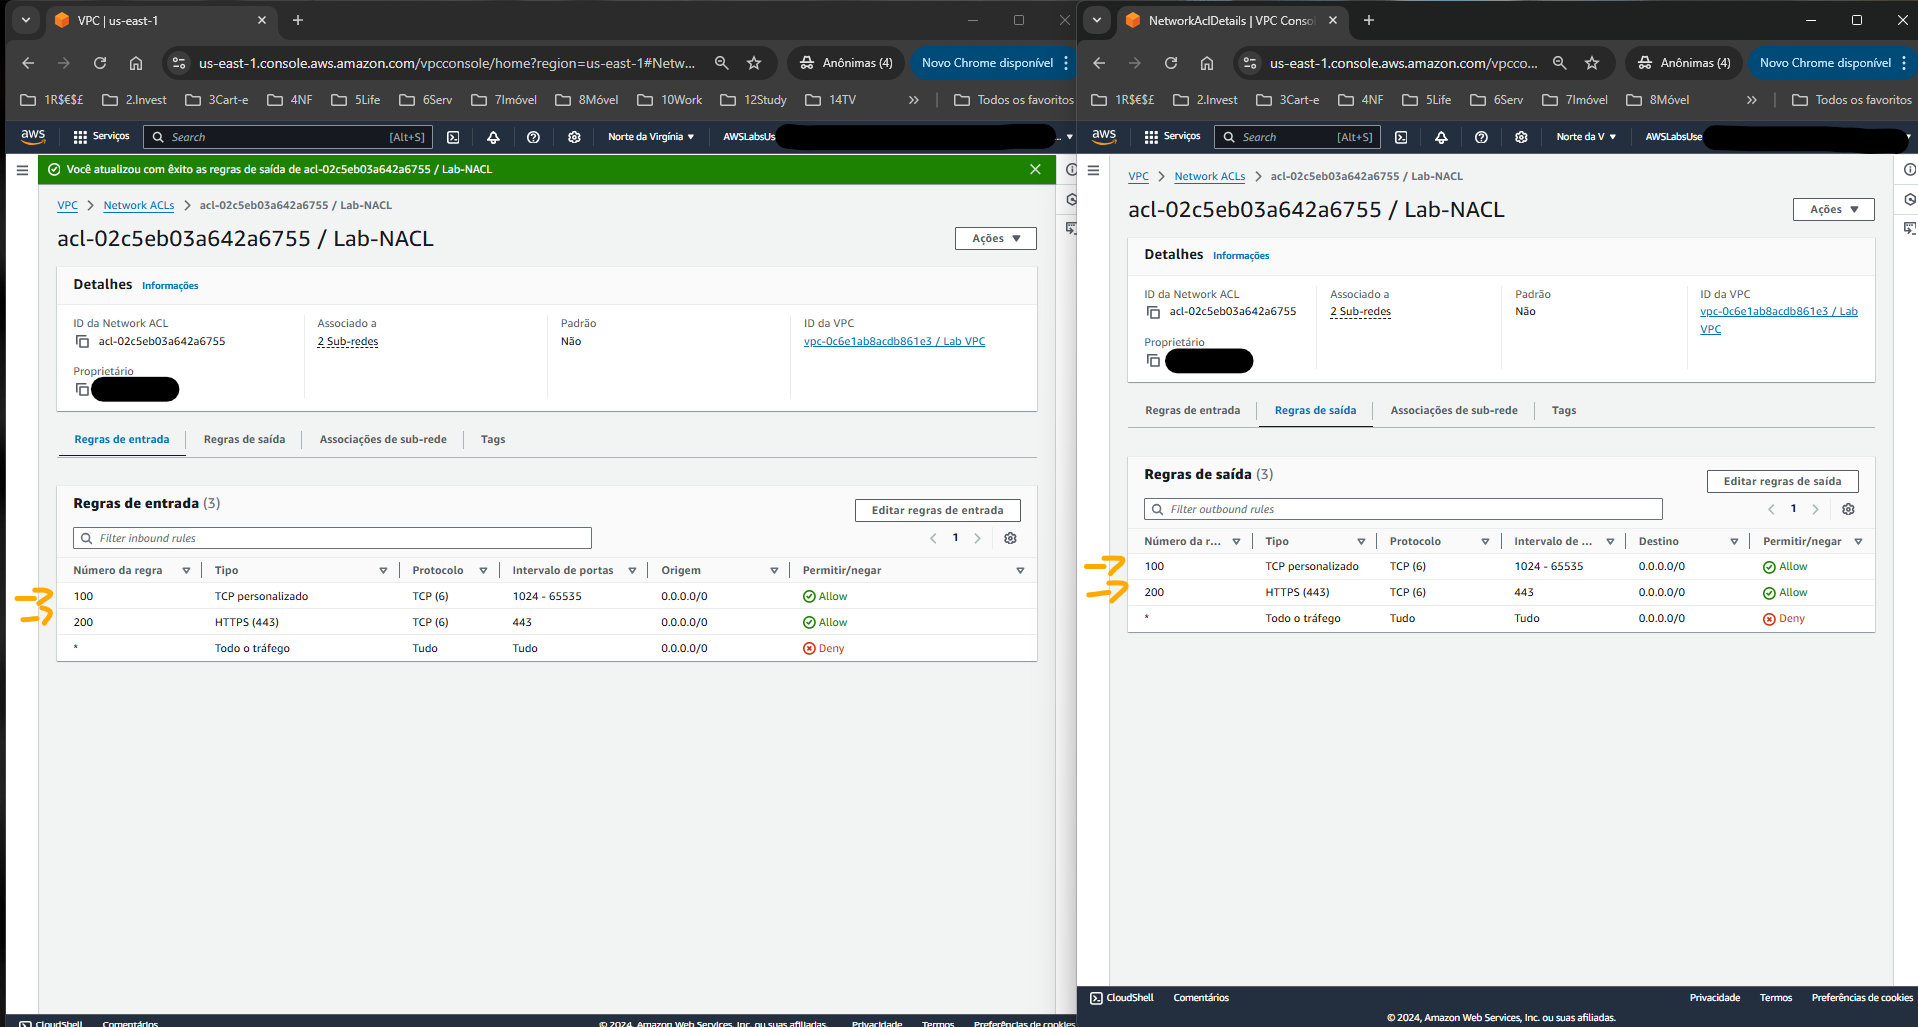 VPC | us-east-1
us-east-1.console.aws.amazon.com/vpcconsole/home?region=us-east-1#Netw...
Anônimas (4)
Novo Chrome disponível
1R$€$£
2.Invest
3Cart-e
4NF
5Life
6Serv
7Imóvel
8Móvel
10Work
12Study
14TV
»
Todos os favoritos
aws
Serviços
Search
[Alt+S]
Norte da Virgínia
AWSLabsUs
Você atualizou com êxito as regras de saída de acl-02c5eb03a642a6755 / Lab-NACL
VPC > Network ACLs > acl-02c5eb03a642a6755 / Lab-NACL
acl-02c5eb03a642a6755 / Lab-NACL
Ações
Detalhes Informações
ID da Network ACL
acl-02c5eb03a642a6755
Associado a
2 Sub-redes
Padrão
Não
ID da VPC
vpc-0c6e1ab8acdb861e3 / Lab VPC
Proprietário
Regras de entrada
Regras de saída
Associações de sub-rede
Tags
Regras de entrada (3)
Editar regras de entrada
Filter inbound rules
1
Número da regra Tipo Protocolo Intervalo de portas Origem Permitir/negar
100 TCP personalizado TCP (6) 1024 - 65535 0.0.0.0/0 Allow
200 HTTPS (443) TCP (6) 443 0.0.0.0/0 Allow
* Todo o tráfego Tudo Tudo 0.0.0.0/0 Deny
CloudShell
Comentários
© 2024, Amazon Web Services, Inc. ou suas afiliadas.
Privacidade
Termos
Preferências de cookies
NetworkAclDetails | VPC Conso
us-east-1.console.aws.amazon.com/vpcco...
Anônimas (4)
Novo Chrome disponível
1R$€$£
2.Invest
3Cart-e
4NF
5Life
6Serv
7Imóvel
8Móvel
»
Todos os favoritos
aws
Serviços
Search
[Alt+S]
Norte da V
AWSLabsUse
VPC > Network ACLs > acl-02c5eb03a642a6755 / Lab-NACL
acl-02c5eb03a642a6755 / Lab-NACL
Ações
Detalhes Informações
ID da Network ACL
acl-02c5eb03a642a6755
Associado a
2 Sub-redes
Padrão
Não
ID da VPC
vpc-0c6e1ab8acdb861e3 / Lab
VPC
Proprietário
Regras de entrada
Regras de saída
Associações de sub-rede
Tags
Regras de saída (3)
Editar regras de saída
Filter outbound rules
1
Número da r... Tipo Protocolo Intervalo de ... Destino Permitir/negar
100 TCP personalizado TCP (6) 1024 - 65535 0.0.0.0/0 Allow
200 HTTPS (443) TCP (6) 443 0.0.0.0/0 Allow
* Todo o tráfego Tudo Tudo 0.0.0.0/0 Deny
CloudShell
Comentários
Privacidade
Termos
Preferências de cookies
© 2024, Amazon Web Services, Inc. ou suas afiliadas.